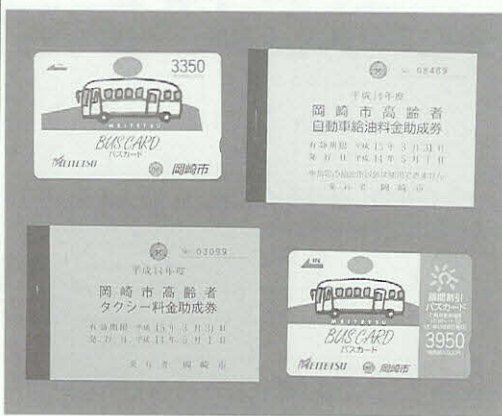 3350
MEITETSU
BUS CARD
バスカード
MEITETSU
岡崎市
№ 68469
平成14年度
岡崎市高齢者
自動車給油料金助成券
有効期限 平成15年3月31日
発行日 平成14年5月1日
発行者 岡崎市
№ 03099
平成14年度
岡崎市高齢者
タクシー料金助成券
有効期限 平成15年3月31日
発行日 平成14年5月1日
発行者 岡崎市
MEITETSU
BUS CARD
バスカード
MEITETSU
岡崎市
昼間割引
バスカード
3950